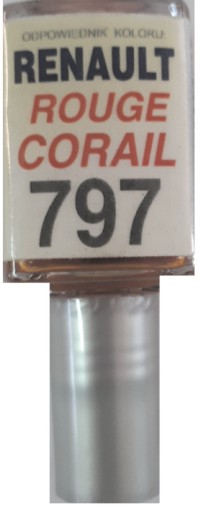 ODPOWIEDNIK KOLORU:
RENAULT
ROUGE
CORAIL
797